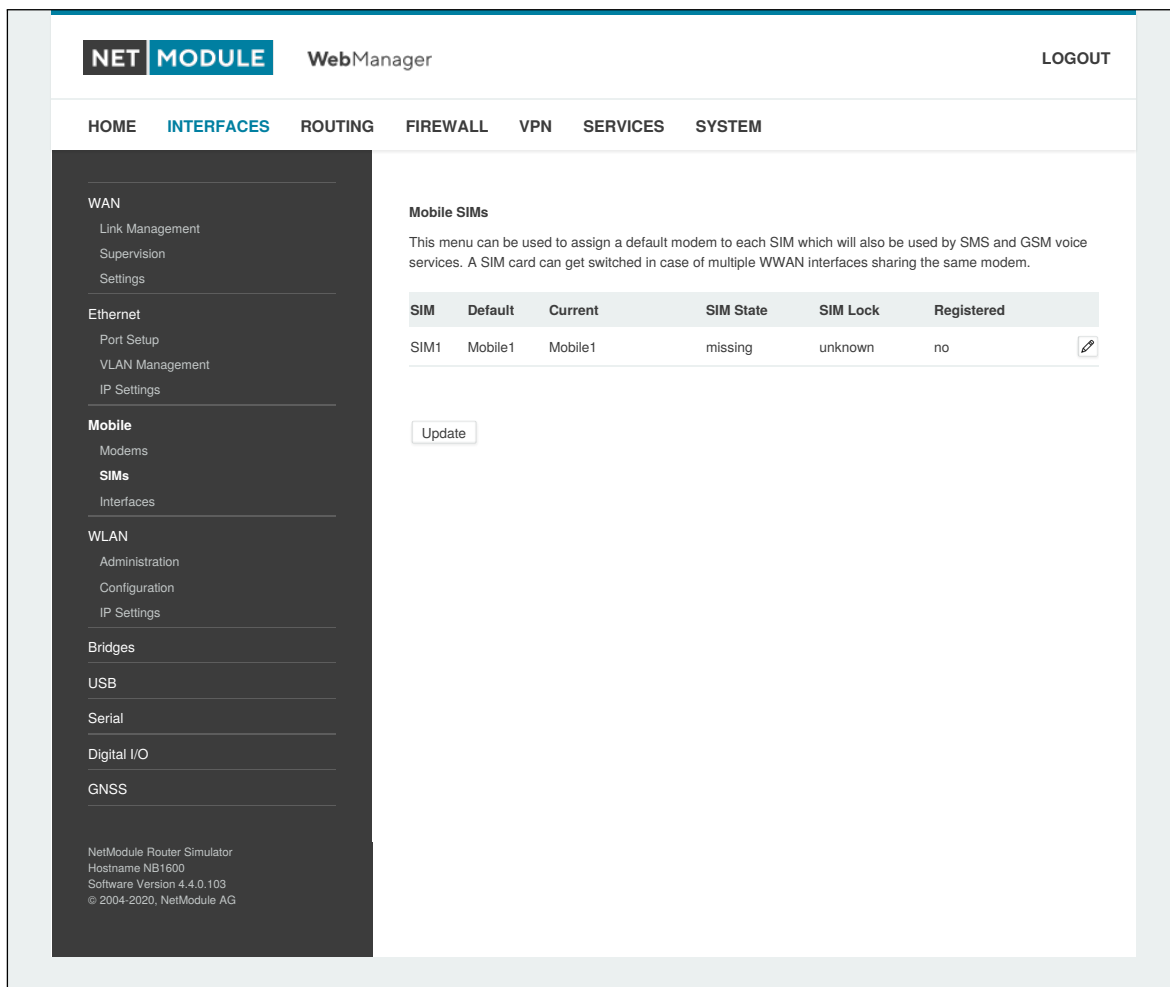 NET MODULE WebManager LOGOUT
HOME INTERFACES ROUTING FIREWALL VPN SERVICES SYSTEM
WAN
Link Management
Supervision
Settings
Ethernet
Port Setup
VLAN Management
IP Settings
Mobile
Modems
SIMs
Interfaces
WLAN
Administration
Configuration
IP Settings
Bridges
USB
Serial
Digital I/O
GNSS
NetModule Router Simulator
Hostname NB1600
Software Version 4.4.0.103
© 2004-2020, NetModule AG
Mobile SIMs
This menu can be used to assign a default modem to each SIM which will also be used by SMS and GSM voice
services. A SIM card can get switched in case of multiple WWAN interfaces sharing the same modem.
SIM Default Current SIM State SIM Lock Registered
SIM1 Mobile1 Mobile1 missing unknown no
Update